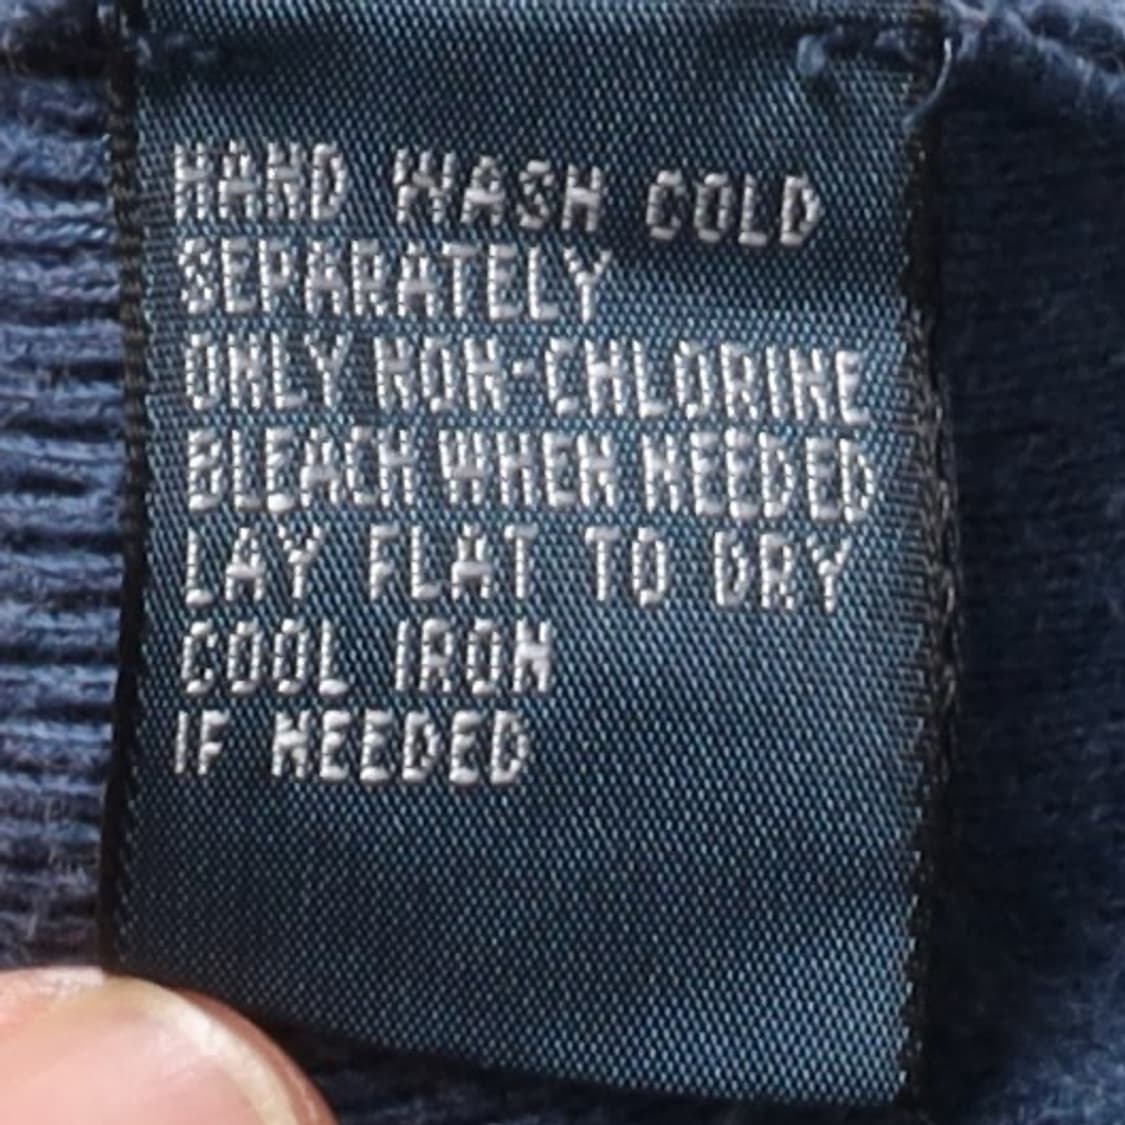 HAND WASH COLD
SEPARATELY
ONLY NON-CHLORINE
BLEACH WHEN NEEDED
LAY FLAT TO DRY
COOL IRON
IF NEEDED